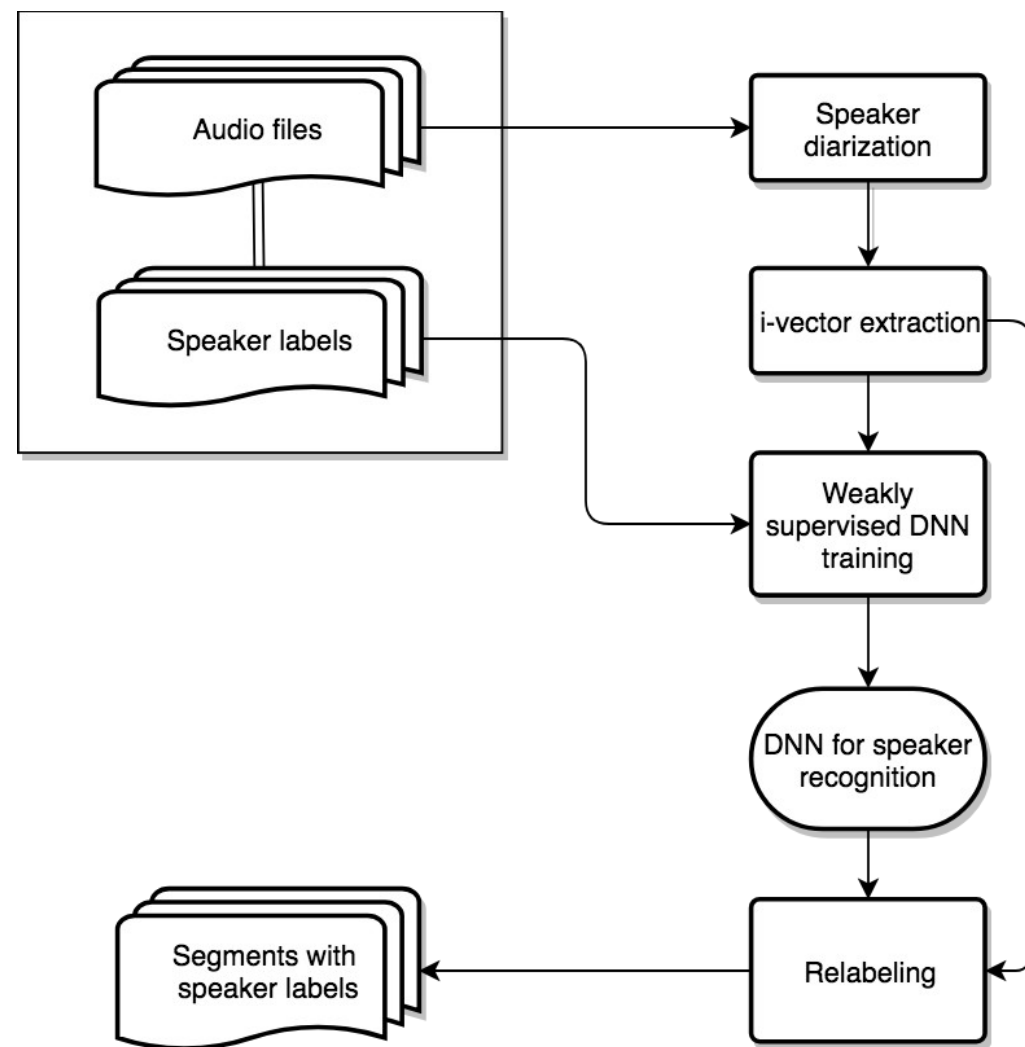 Audio files
Speaker
diarization
Speaker labels
i-vector extraction
Weakly
supervised DNN
training
DNN for speaker
recognition
Segments with
speaker labels
Relabeling